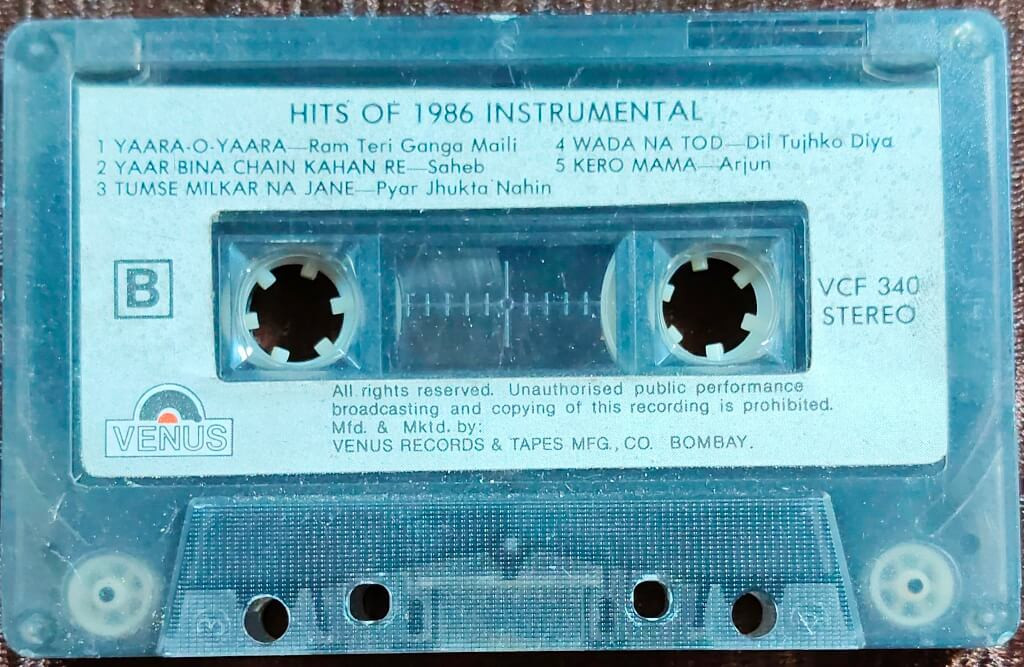 HITS OF 1986 INSTRUMENTAL
1 YAARA-O-YAARA—Ram Teri Ganga Maili
2 YAAR BINA CHAIN KAHAN RE—Saheb
3 TUMSE MILKAR NA JANE—Pyar Jhukta Nahin
4 WADA NA TOD—Dil Tujhko Diya
5 KERO MAMA—Arjun
B
VCF 340
STEREO
VENUS
All rights reserved. Unauthorised public performance
broadcasting and copying of this recording is prohibited.
Mfd. & Mktd. by:
VENUS RECORDS & TAPES MFG., CO. BOMBAY.